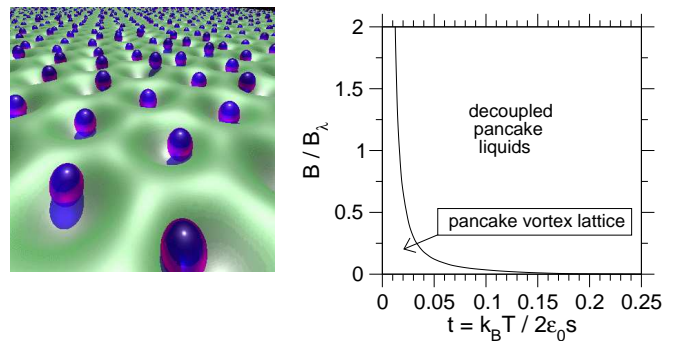 2
1.5
1
0.5
0
B / B_λ
decoupled
pancake
liquids
pancake vortex lattice
0 0.05 0.1 0.15 0.2 0.25
t = k_BT / 2ε_0s